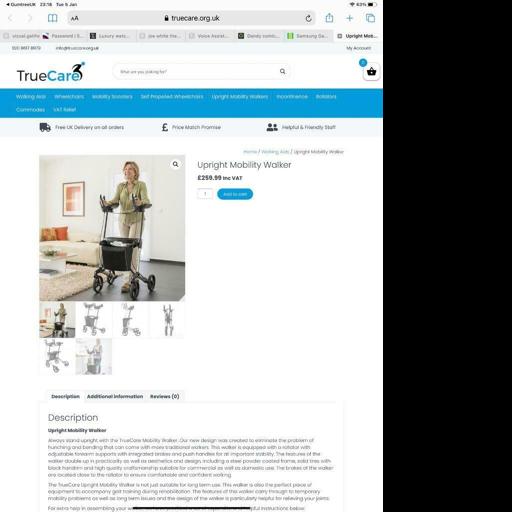 GumtreeUK 23:18 Tue 5 Jan 63%
AA truecare.org.uk
Password | S...
Luxury watc...
joe white the...
Voice Assist...
Dandy comic...
Samsung Ga...
Upright Mob...
info@truecare.org.uk My Account
TrueCare
What are you looking for?
Walking Aids Wheelchairs Mobility Scooters Self Propelled Wheelchairs Upright Mobility Walkers Incontinence Rollators
Commodes VAT Relief
Free UK Delivery on all orders Price Match Promise Helpful & Friendly Staff
Home / Walking Aids / Upright Mobility Walker
Upright Mobility Walker
£259.99 Inc VAT
1 Add to cart
Description Additional information Reviews (0)
Description
Upright Mobility Walker
Always stand upright with the TrueCare Mobility Walker. Our new design was created to eliminate the problem of
hunching and bending that can come with more traditional walkers. This walker is equipped with a rollator with
adjustable forearm supports with integrated brakes and push handles for all important stability. The features of the
walker double up in practicality as well as aesthetics and design, including a steel powder coated frame, solid tires with
black handrim and high quality craftmanship suitable for commercial as well as domestic use. The brakes of the walker
are located close to the rollator to ensure comfortable and confident walking.
The TrueCare Upright Mobility Walker is not just suitable for long term use. This walker is also the perfect piece of
equipment to accompany gait training during rehabilitation. The features of this walker carry through to temporary
mobility problems as well as long term issues and the design of the walker is particularly helpful for relieving your joints.
For extra help in assembling your helpful instructions below: